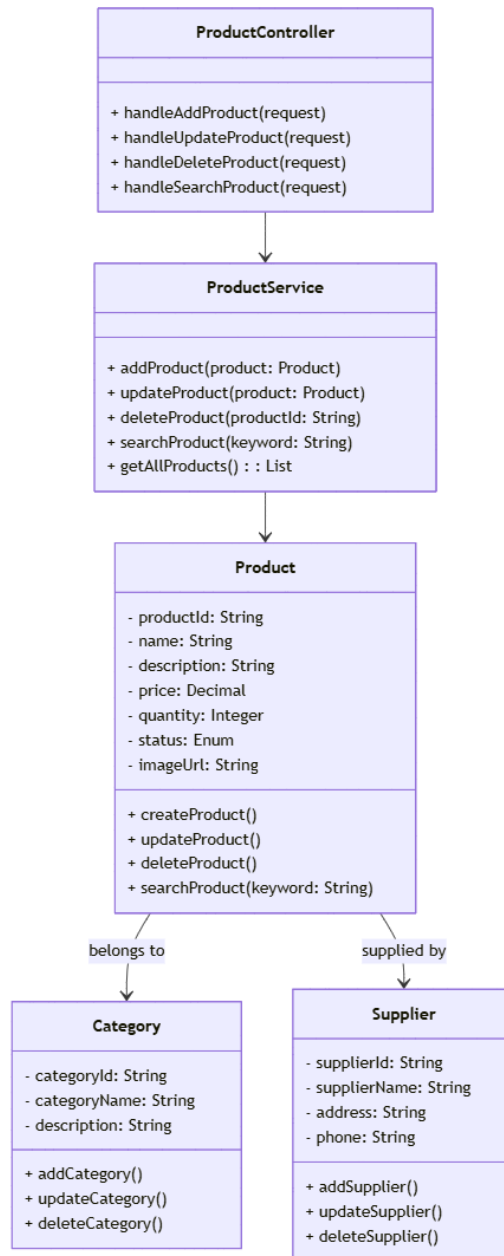 ProductController
+ handleAddProduct(request)
+ handleUpdateProduct(request)
+ handleDeleteProduct(request)
+ handleSearchProduct(request)
ProductService
+ addProduct(product: Product)
+ updateProduct(product: Product)
+ deleteProduct(productId: String)
+ searchProduct(keyword: String)
+ getAllProducts() : : List
Product
- productId: String
- name: String
- description: String
- price: Decimal
- quantity: Integer
- status: Enum
- imageUrl: String
+ createProduct()
+ updateProduct()
+ deleteProduct()
+ searchProduct(keyword: String)
belongs to
supplied by
Category
- categoryId: String
- categoryName: String
- description: String
+ addCategory()
+ updateCategory()
+ deleteCategory()
Supplier
- supplierId: String
- supplierName: String
- address: String
- phone: String
+ addSupplier()
+ updateSupplier()
+ deleteSupplier()